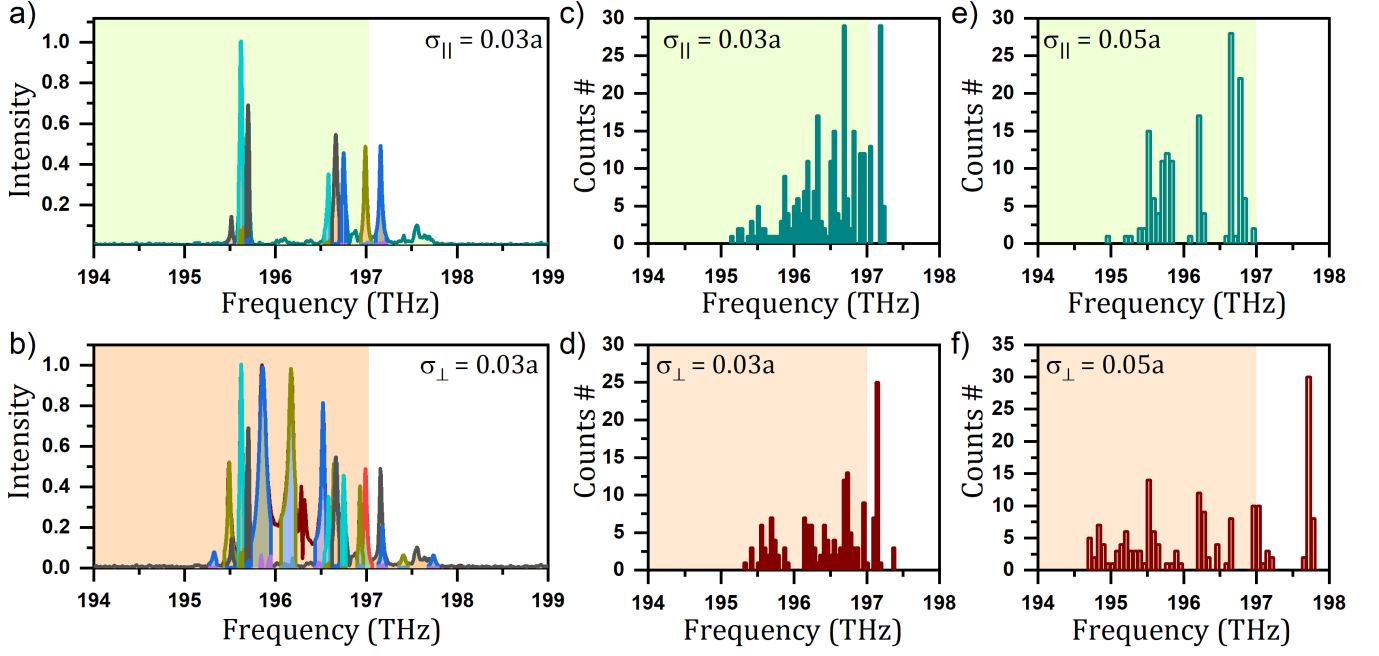 a)
σ|| = 0.03a
Intensity
1.0
0.8
0.6
0.4
0.2
194 195 196 197 198 199
Frequency (THz)
c)
σ|| = 0.03a
Counts #
30
25
20
15
10
5
0
194 195 196 197 198
Frequency (THz)
e)
σ|| = 0.05a
Counts #
30
25
20
15
10
5
0
194 195 196 197 198
Frequency (THz)
b)
σ⊥ = 0.03a
Intensity
1.0
0.8
0.6
0.4
0.2
0.0
194 195 196 197 198 199
Frequency (THz)
d)
σ⊥ = 0.03a
Counts #
30
25
20
15
10
5
0
194 195 196 197 198
Frequency (THz)
f)
σ⊥ = 0.05a
Counts #
35
30
25
20
15
10
5
0
194 195 196 197 198
Frequency (THz)